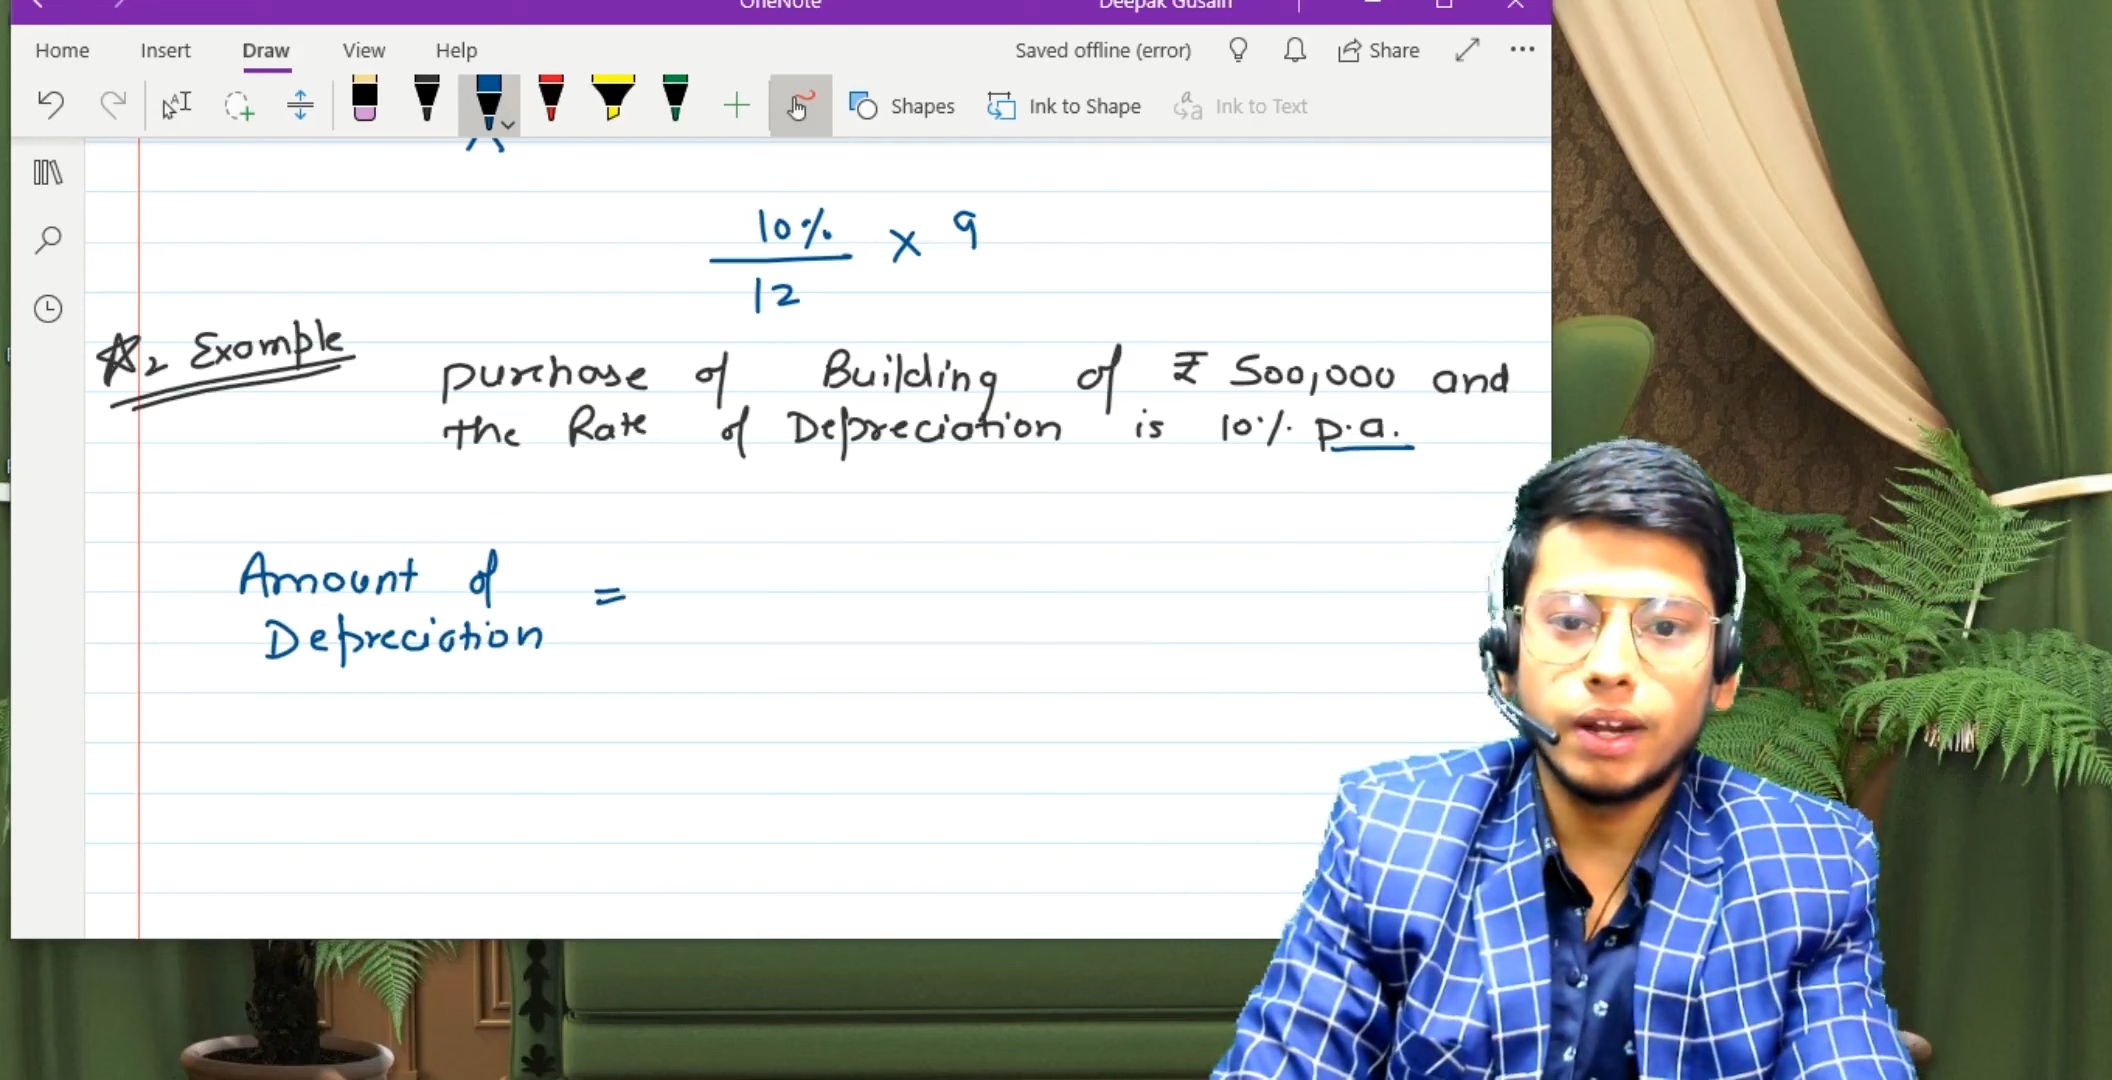 OneNote
Deepak Gusain
Home Insert Draw View Help
Saved offline (error) Share
Shapes Ink to Shape Ink to Text
10% × 9
12
2 Example
purchase of Building of ₹ 500,000 and
the Rate of Depreciation is 10% p.a.
Amount of
Depreciation =